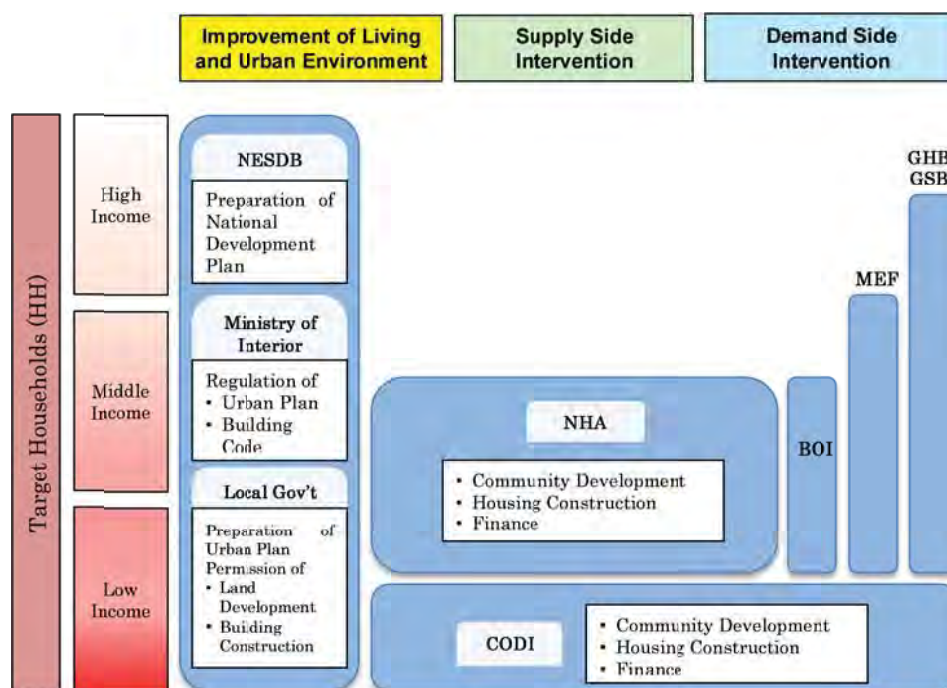 Improvement of Living
and Urban Environment
Supply Side
Intervention
Demand Side
Intervention
Target Households (HH)
High
Income
Middle
Income
Low
Income
NESDB
Preparation of
National
Development
Plan
Ministry of
Interior
Regulation of
• Urban Plan
• Building
Code
Local Gov't
Preparation of
Urban Plan
Permission of
• Land
Development
• Building
Construction
NHA
▪ Community Development
▪ Housing Construction
▪ Finance
BOI
MEF
GHB
GSB
CODI
▪ Community Development
▪ Housing Construction
▪ Finance